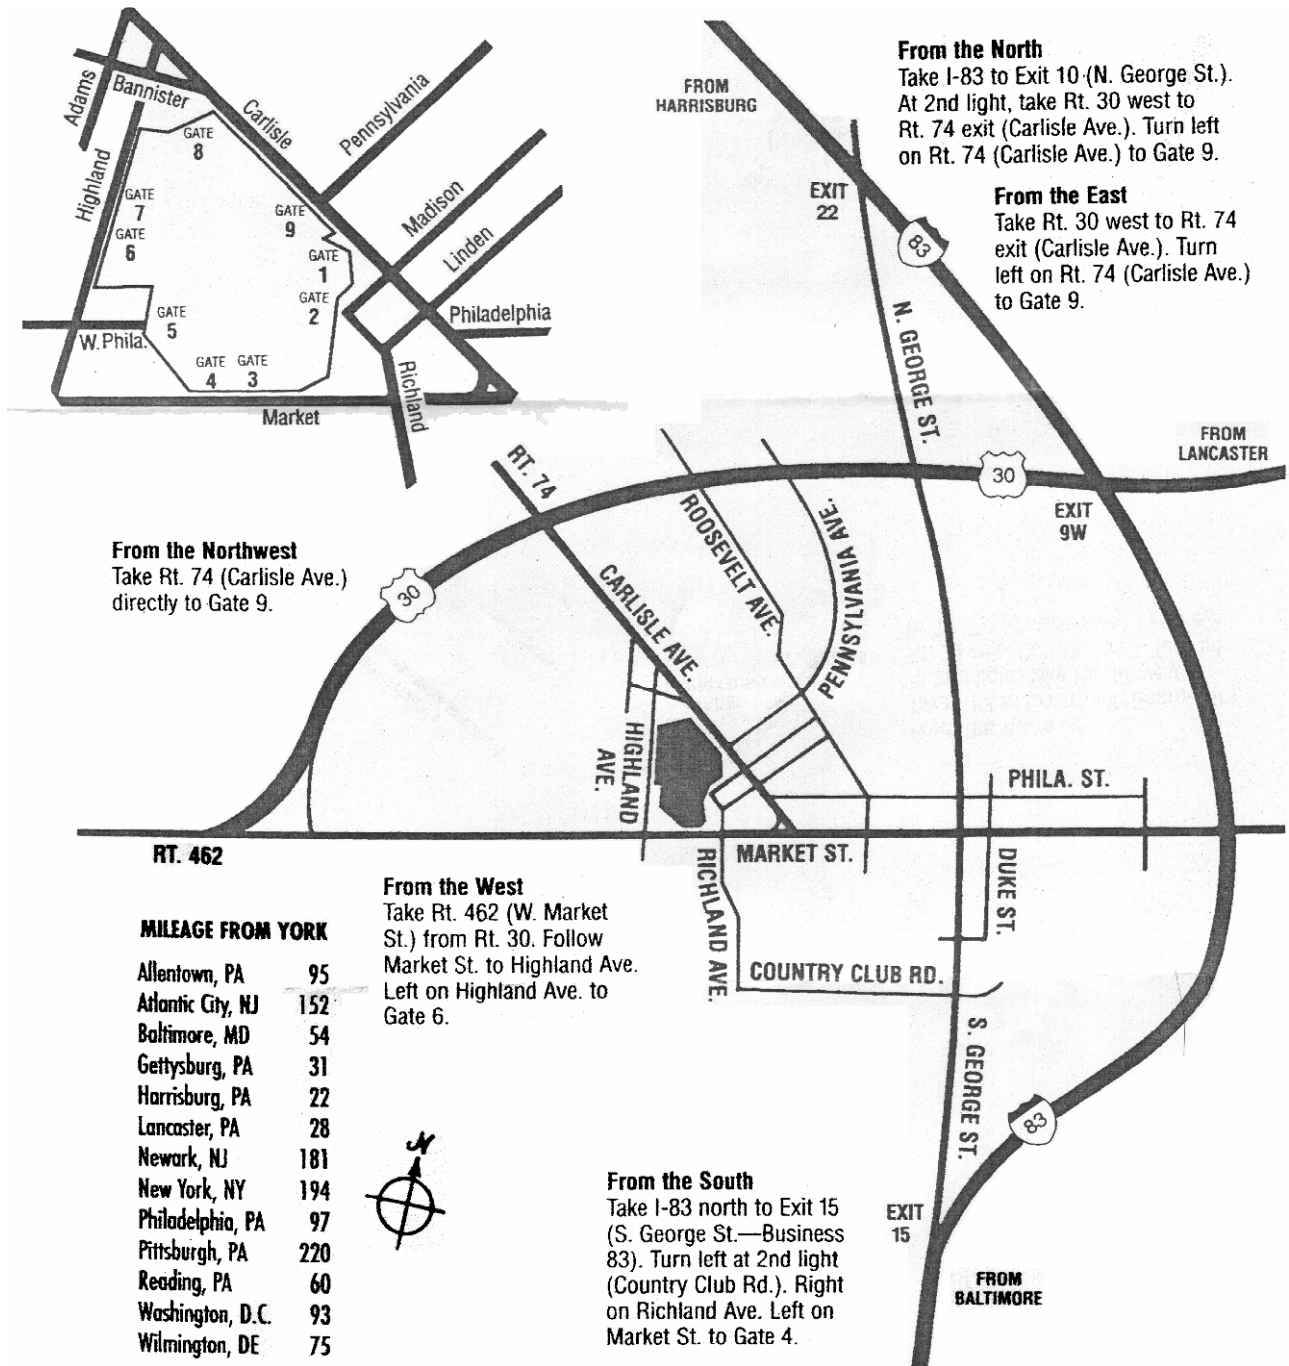 Adams
Bannister
Carlisle
Pennsylvania
Highland
Madison
Linden
Philadelphia
W. Phila.
Richland
Market
GATE
8
GATE
7
GATE
6
GATE
9
GATE
1
GATE
2
GATE
5
GATE
4
GATE
3
FROM
HARRISBURG
EXIT
22
83
From the North
Take I-83 to Exit 10 (N. George St.).
At 2nd light, take Rt. 30 west to
Rt. 74 exit (Carlisle Ave.). Turn left
on Rt. 74 (Carlisle Ave.) to Gate 9.
From the East
Take Rt. 30 west to Rt. 74
exit (Carlisle Ave.). Turn
left on Rt. 74 (Carlisle Ave.)
to Gate 9.
N. GEORGE ST.
FROM
LANCASTER
30
EXIT
9W
RT. 74
ROOSEVELT AVE.
PENNSYLVANIA AVE.
CARLISLE AVE.
From the Northwest
Take Rt. 74 (Carlisle Ave.)
directly to Gate 9.
30
HIGHLAND
AVE.
PHILA. ST.
RT. 462
MARKET ST.
RICHLAND AVE.
DUKE ST.
COUNTRY CLUB RD.
S. GEORGE ST.
83
From the West
Take Rt. 462 (W. Market
St.) from Rt. 30. Follow
Market St. to Highland Ave.
Left on Highland Ave. to
Gate 6.
MILEAGE FROM YORK
Allentown, PA 95
Atlantic City, NJ 152
Baltimore, MD 54
Gettysburg, PA 31
Harrisburg, PA 22
Lancaster, PA 28
Newark, NJ 181
New York, NY 194
Philadelphia, PA 97
Pittsburgh, PA 220
Reading, PA 60
Washington, D.C. 93
Wilmington, DE 75
N
From the South
Take I-83 north to Exit 15
(S. George St.—Business
83). Turn left at 2nd light
(Country Club Rd.). Right
on Richland Ave. Left on
Market St. to Gate 4.
EXIT
15
FROM
BALTIMORE